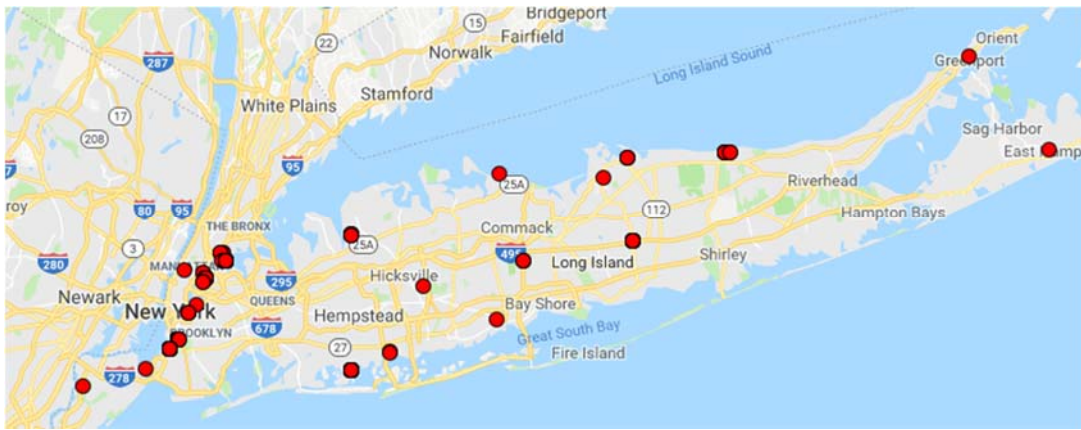 Bridgeport
15
Fairfield
Norwalk
22
287
Long Island Sound
Orient
Greenport
Stamford
White Plains
17
208
95
Sag Harbor
25A
Riverhead
80
95
THE BRONX
Commack
112
Hampton Bays
3
25A
495
Long Island
Shirley
280
295
Hicksville
Newark
New York
QUEENS
Bay Shore
BROOKLYN
678
Hempstead
Great South Bay
Fire Island
27
278